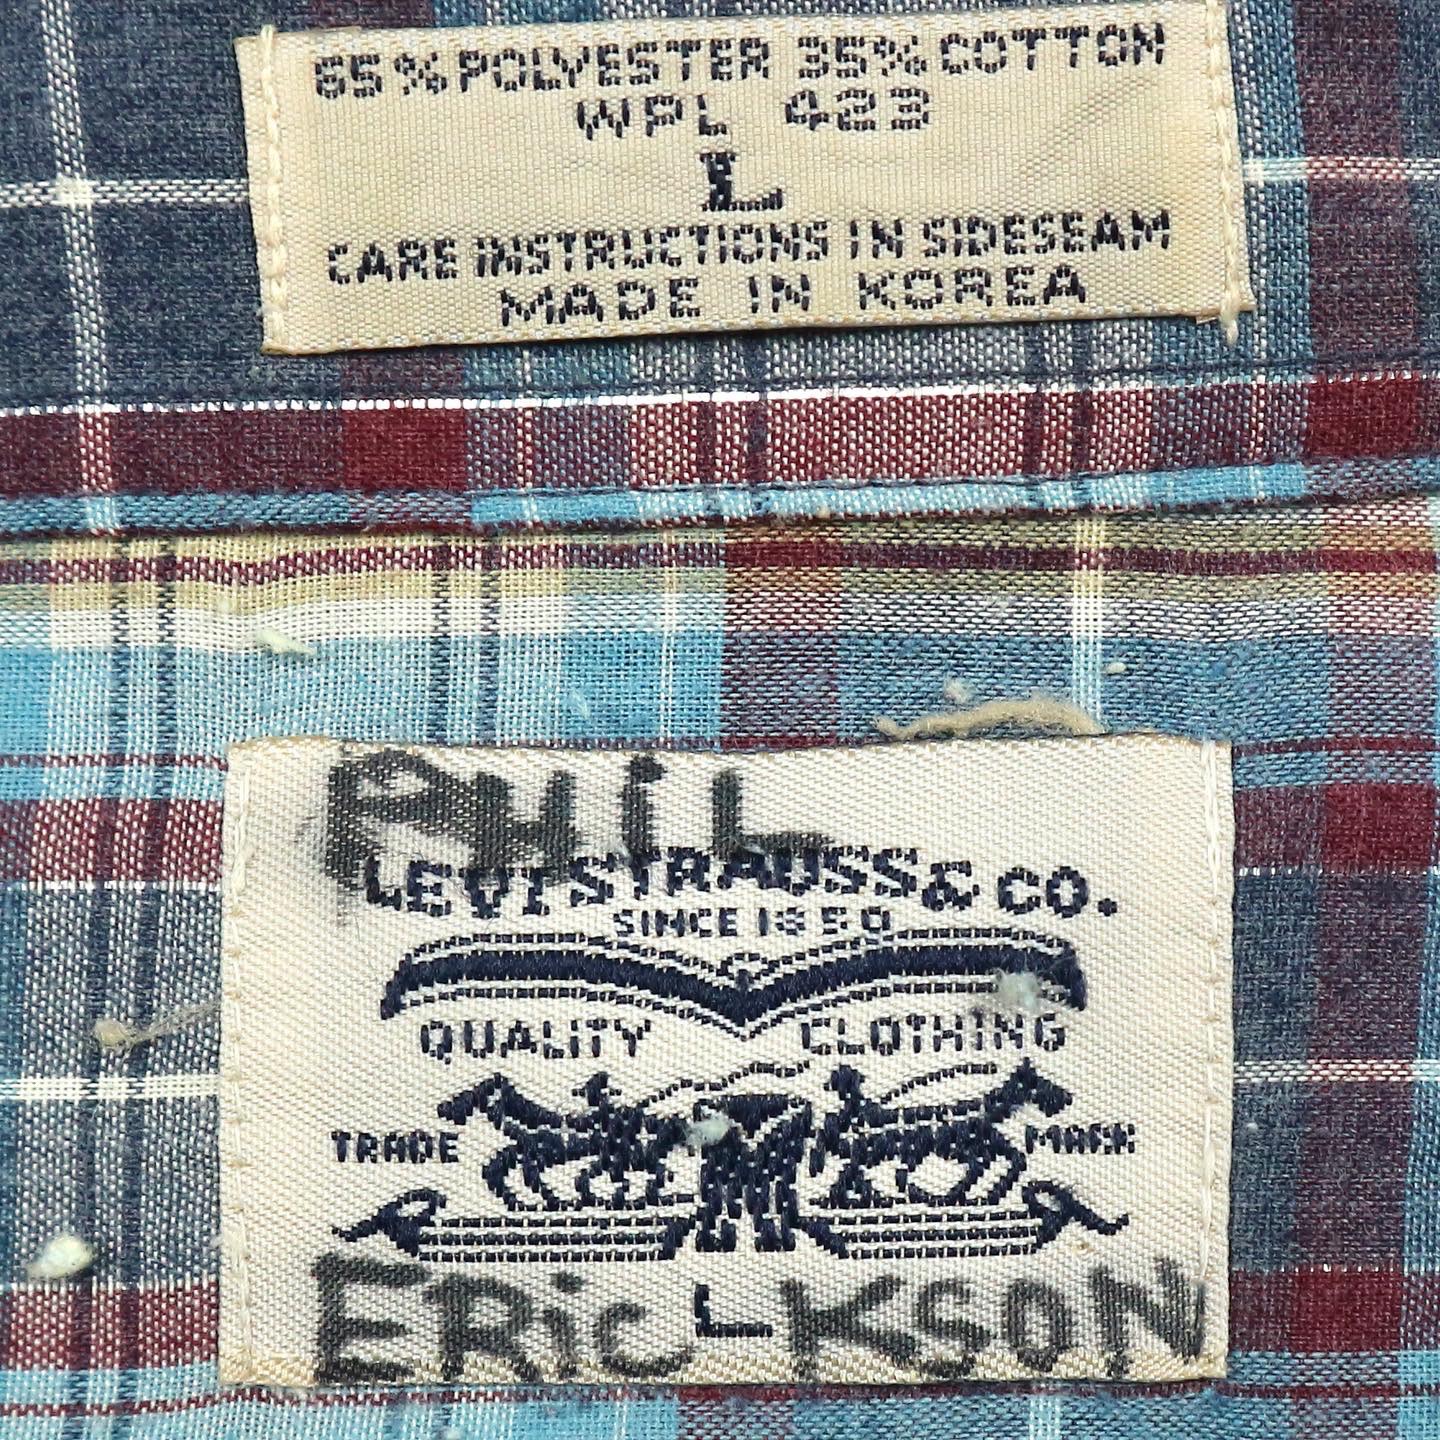 65% POLYESTER 35% COTTON
WPL 423
L
CARE INSTRUCTIONS IN SIDESEAM
MADE IN KOREA
PHiL
LEVI STRAUSS & CO.
SINCE 1850
QUALITY CLOTHING
TRADE MARK
L
ERicKSON